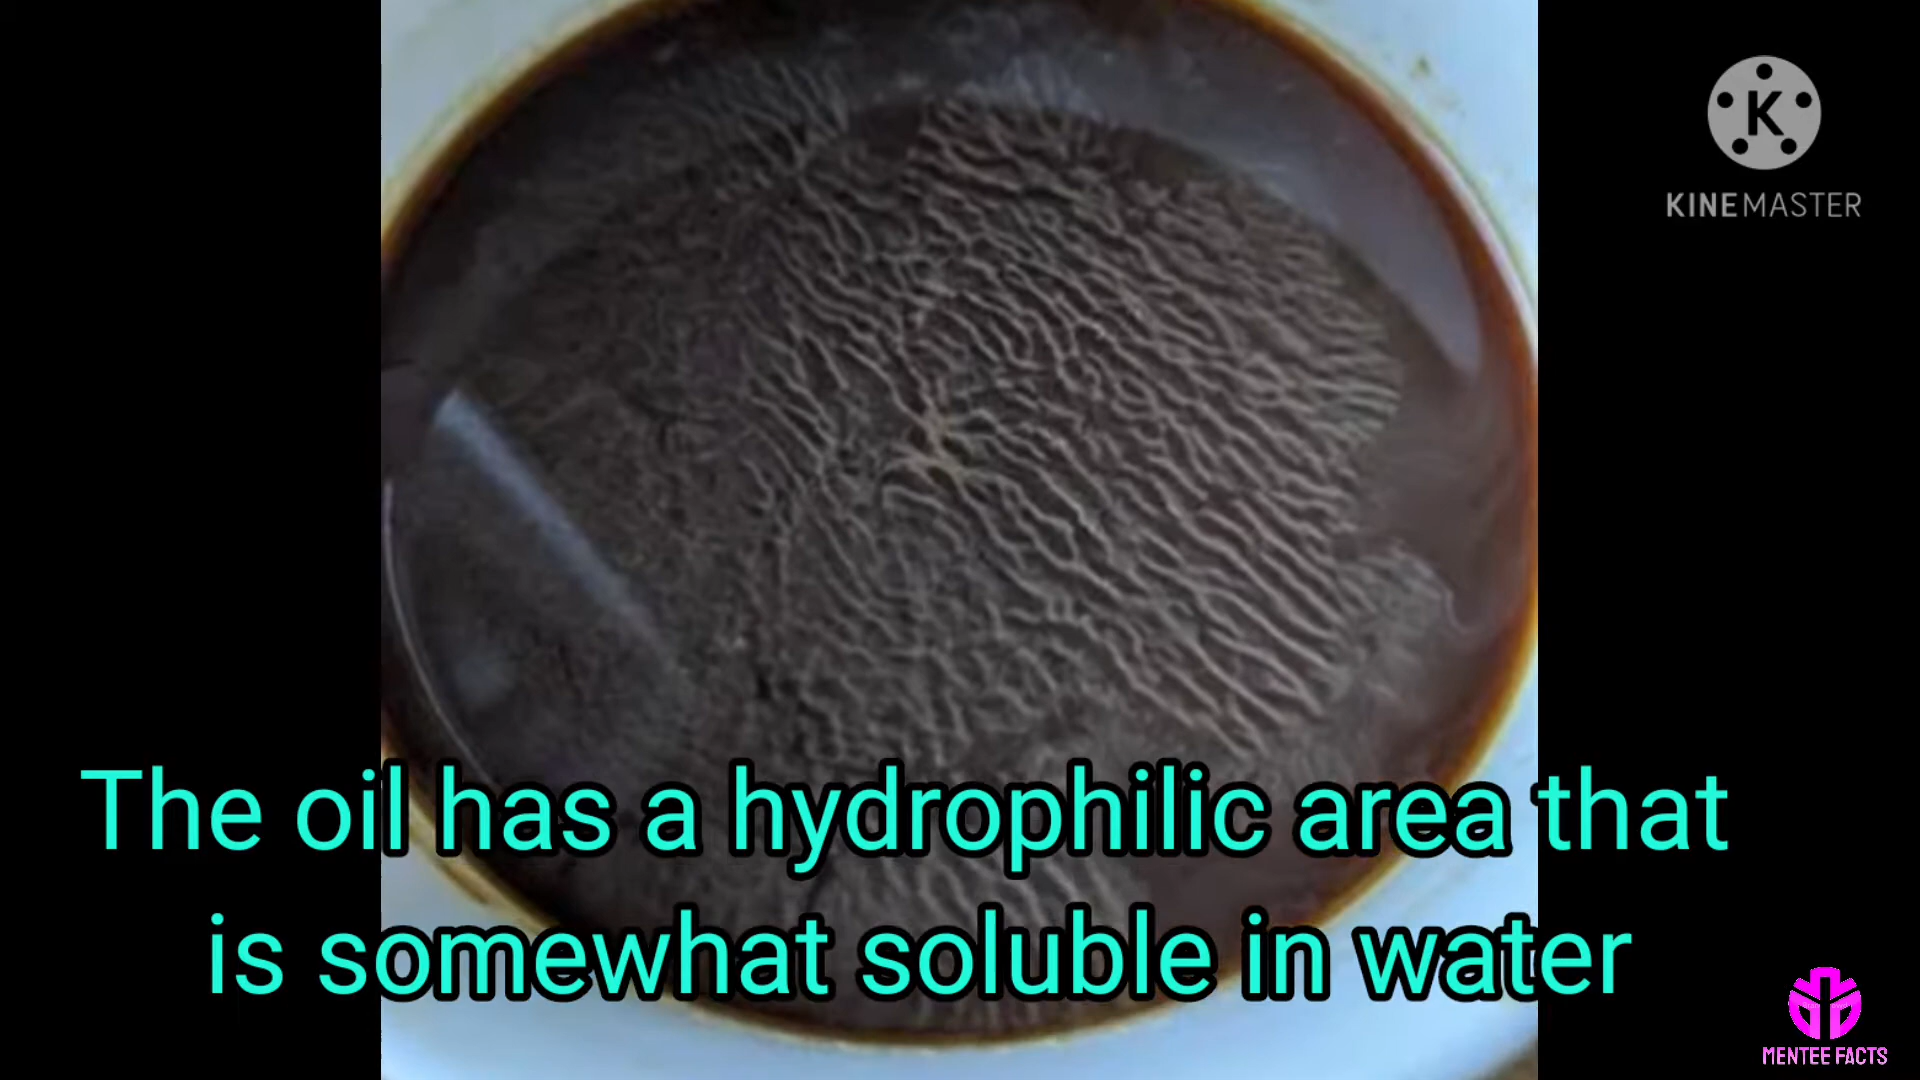 K
KINEMASTER
The oil has a hydrophilic area that
is somewhat soluble in water
MENTEE FACTS